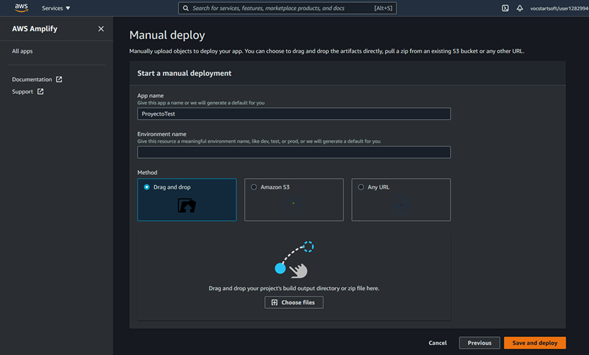 aws
Services ▼
Search for services, features, marketplace products, and docs
[Alt+S]
AWS Amplify
All apps
Documentation
Support
Manual deploy
Manually upload objects to deploy your app. You can choose to drag and drop the artifacts directly, pull a zip from an existing S3 bucket or any other URL.
Start a manual deployment
App name
Give this app a name or we will generate a default for you
ProyectoTest
Environment name
Give this resource a meaningful environment name, like dev, test, or prod, or we will generate a default for you
Method
Drag and drop
Amazon S3
Any URL
Drag and drop your project's build output directory or zip file here.
Choose files
Cancel
Previous
Save and deploy